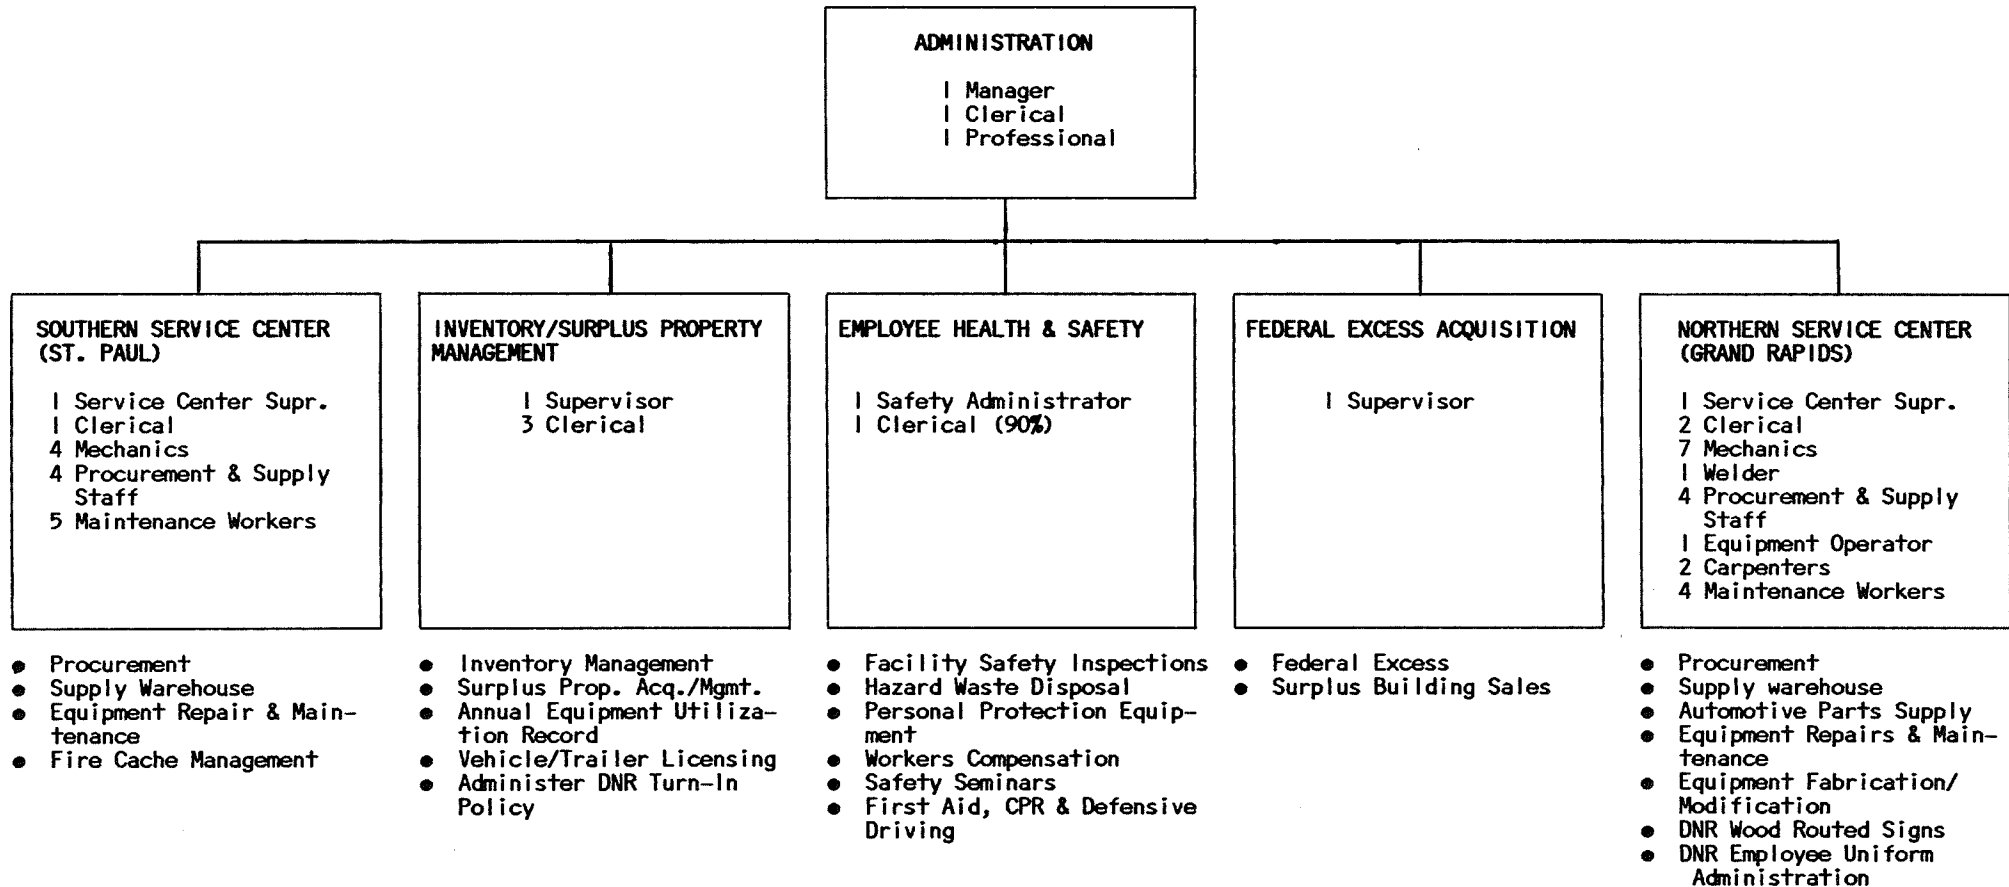 ADMINISTRATION
1 Manager
1 Clerical
1 Professional
SOUTHERN SERVICE CENTER
(ST. PAUL)
1 Service Center Supr.
1 Clerical
4 Mechanics
4 Procurement & Supply
Staff
5 Maintenance Workers
● Procurement
● Supply Warehouse
● Equipment Repair & Main-
tenance
● Fire Cache Management
INVENTORY/SURPLUS PROPERTY
MANAGEMENT
1 Supervisor
3 Clerical
● Inventory Management
● Surplus Prop. Acq./Mgmt.
● Annual Equipment Utiliza-
tion Record
● Vehicle/Trailer Licensing
● Administer DNR Turn-In
Policy
EMPLOYEE HEALTH & SAFETY
1 Safety Administrator
1 Clerical (90%)
● Facility Safety Inspections
● Hazard Waste Disposal
● Personal Protection Equip-
ment
● Workers Compensation
● Safety Seminars
● First Aid, CPR & Defensive
Driving
FEDERAL EXCESS ACQUISITION
1 Supervisor
● Federal Excess
● Surplus Building Sales
NORTHERN SERVICE CENTER
(GRAND RAPIDS)
1 Service Center Supr.
2 Clerical
7 Mechanics
1 Welder
4 Procurement & Supply
Staff
1 Equipment Operator
2 Carpenters
4 Maintenance Workers
● Procurement
● Supply warehouse
● Automotive Parts Supply
● Equipment Repairs & Main-
tenance
● Equipment Fabrication/
Modification
● DNR Wood Routed Signs
● DNR Employee Uniform
Administration